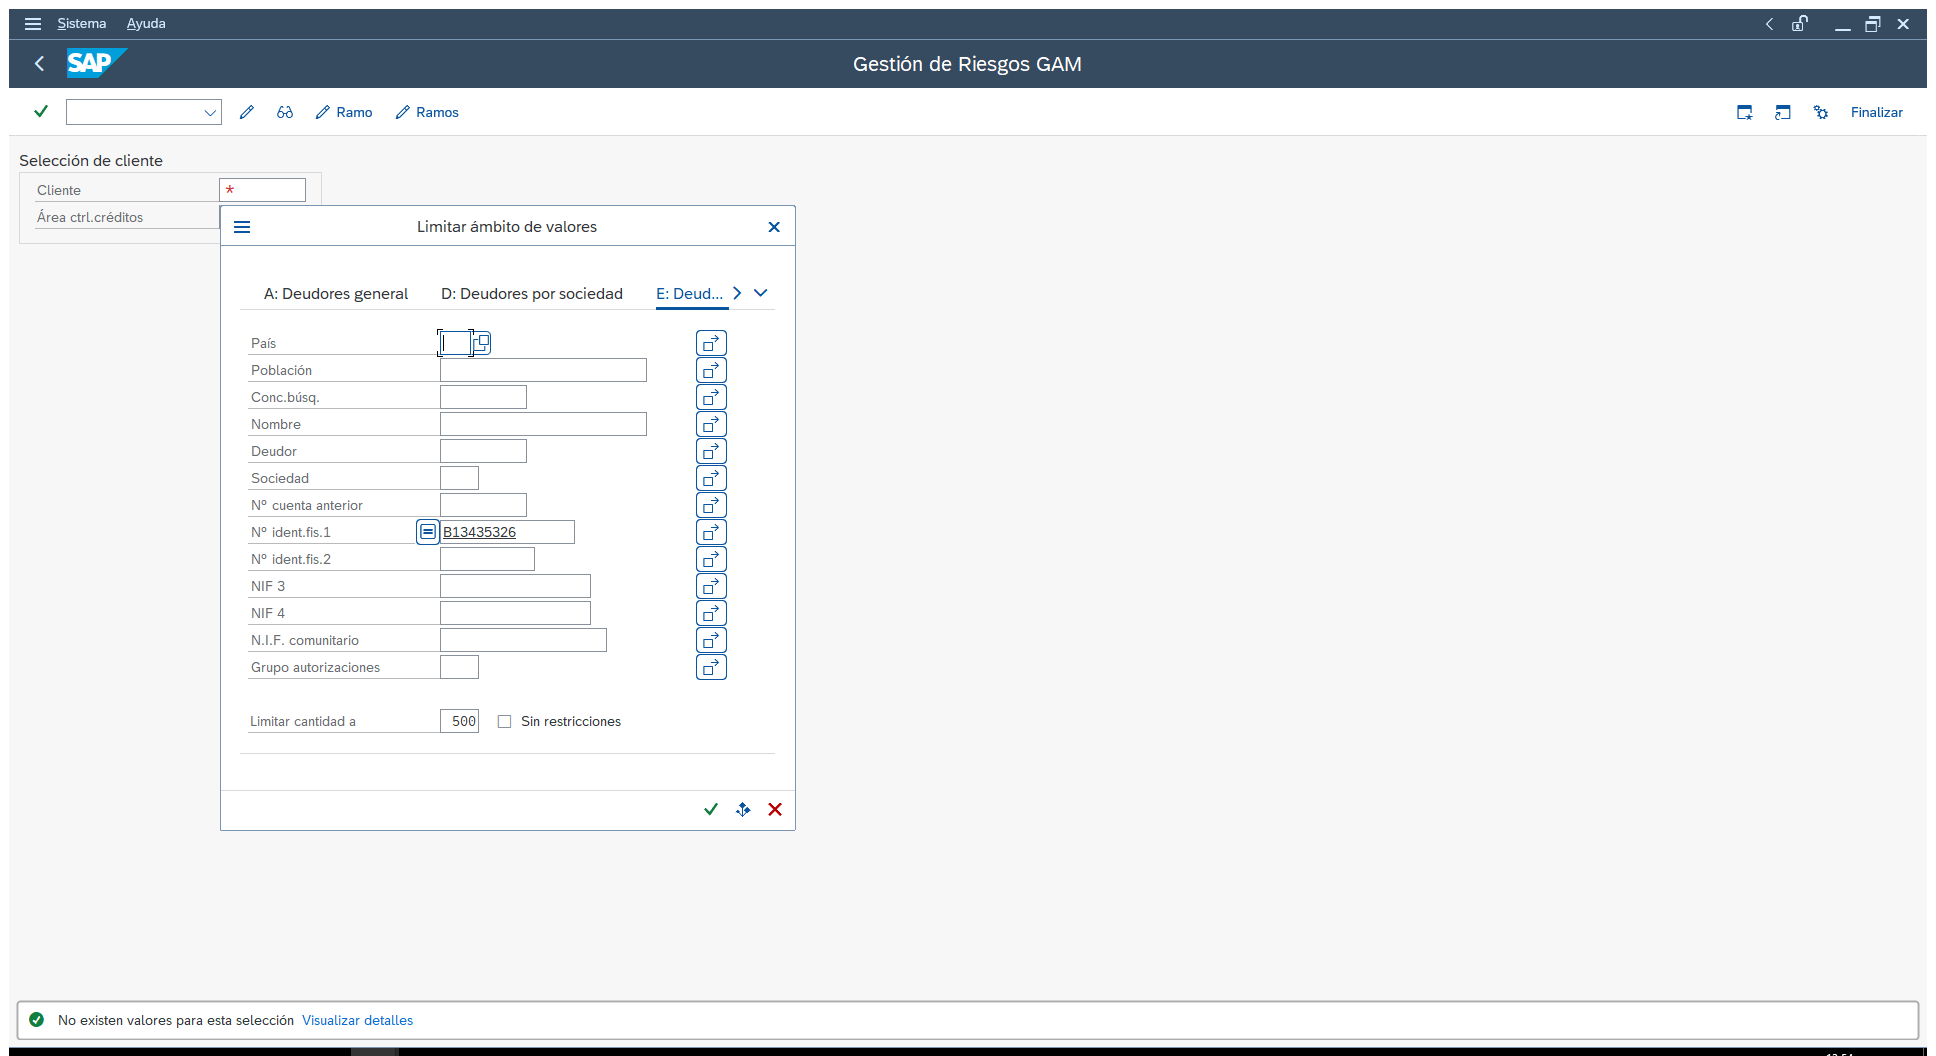 Sistema Ayuda
SAP Gestión de Riesgos GAM
Ramo Ramos Finalizar
Selección de cliente
Cliente *
Área ctrl.créditos
Limitar ámbito de valores
A: Deudores general D: Deudores por sociedad E: Deud...
País
Población
Conc.búsq.
Nombre
Deudor
Sociedad
Nº cuenta anterior
Nº ident.fis.1 B13435326
Nº ident.fis.2
NIF 3
NIF 4
N.I.F. comunitario
Grupo autorizaciones
Limitar cantidad a 500 Sin restricciones
No existen valores para esta selección Visualizar detalles